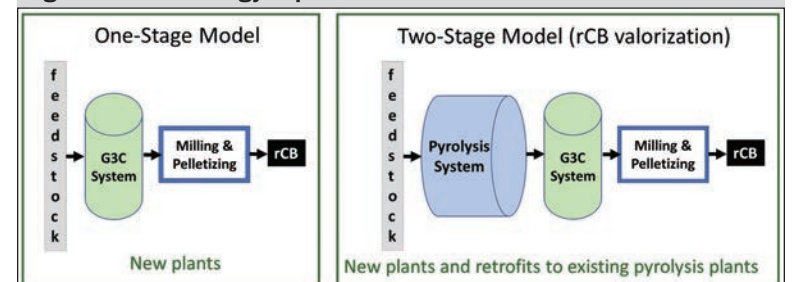 One-Stage Model
feedstock
G3C
System
Milling &
Pelletizing
rCB
New plants
Two-Stage Model (rCB valorization)
feedstock
Pyrolysis
System
G3C
System
Milling &
Pelletizing
rCB
New plants and retrofits to existing pyrolysis plants